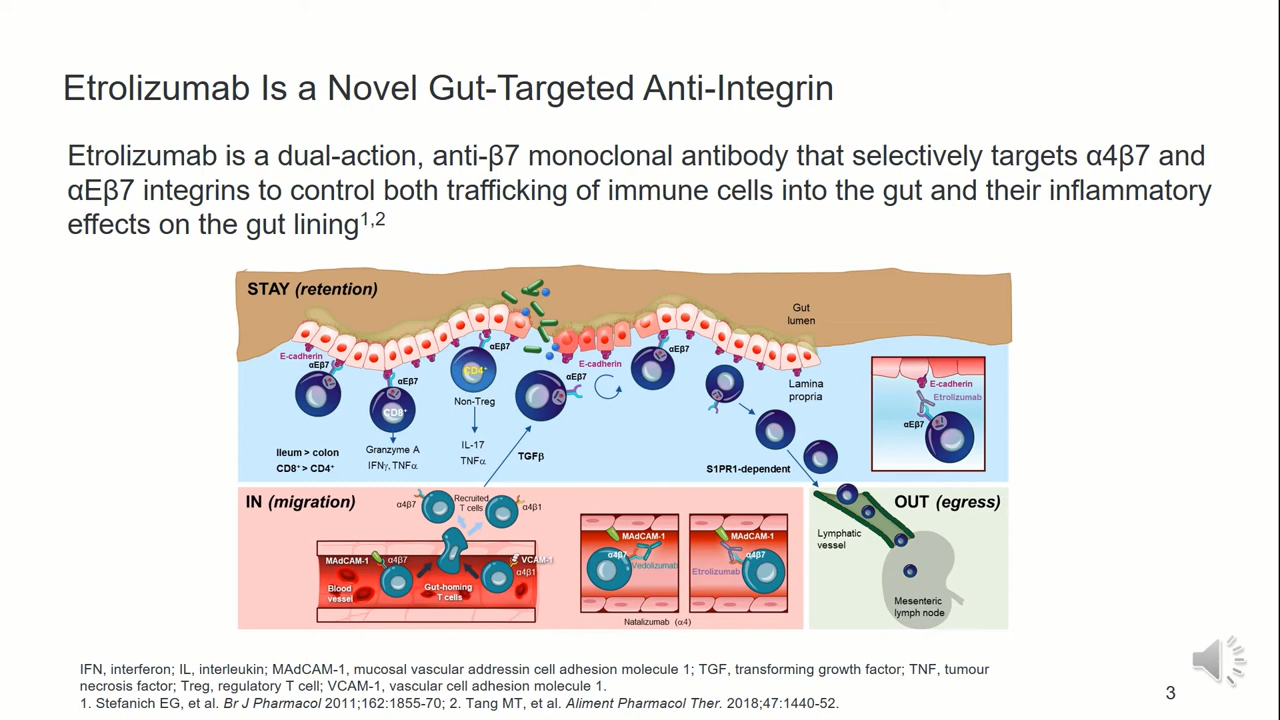 Etrolizumab Is a Novel Gut-Targeted Anti-Integrin
Etrolizumab is a dual-action, anti-β7 monoclonal antibody that selectively targets α4β7 and
αEβ7 integrins to control both trafficking of immune cells into the gut and their inflammatory
effects on the gut lining1,2
STAY (retention)
Gut
lumen
E-cadherin
αEβ7
αEβ7
CD8+
Granzyme A
IFNγ, TNFα
αEβ7
CD4+
Non-Treg
IL-17
TNFα
αEβ7
E-cadherin
αEβ7
TGFβ
Lamina
propria
S1PR1-dependent
Ileum > colon
CD8+ > CD4+
E-cadherin
Etrolizumab
αEβ7
IN (migration)
α4β7
Recruited
T cells
α4β1
MAdCAM-1
α4β7
VCAM-1
α4β1
Blood
vessel
Gut-homing
T cells
MAdCAM-1
α4β7
Vedolizumab
MAdCAM-1
α4β7
Etrolizumab
Natalizumab (α4)
OUT (egress)
Lymphatic
vessel
Mesenteric
lymph node
IFN, interferon; IL, interleukin; MAdCAM-1, mucosal vascular addressin cell adhesion molecule 1; TGF, transforming growth factor; TNF, tumour
necrosis factor; Treg, regulatory T cell; VCAM-1, vascular cell adhesion molecule 1.
1. Stefanich EG, et al. Br J Pharmacol 2011;162:1855-70; 2. Tang MT, et al. Aliment Pharmacol Ther. 2018;47:1440-52.
3